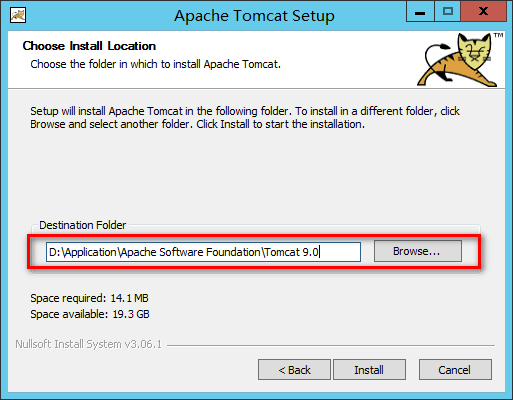 Apache Tomcat Setup
Choose Install Location
Choose the folder in which to install Apache Tomcat.
TM
Setup will install Apache Tomcat in the following folder. To install in a different folder, click
Browse and select another folder. Click Install to start the installation.
Destination Folder
D:\Application\Apache Software Foundation\Tomcat 9.0
Browse...
Space required: 14.1 MB
Space available: 19.3 GB
Nullsoft Install System v3.06.1
< Back
Install
Cancel